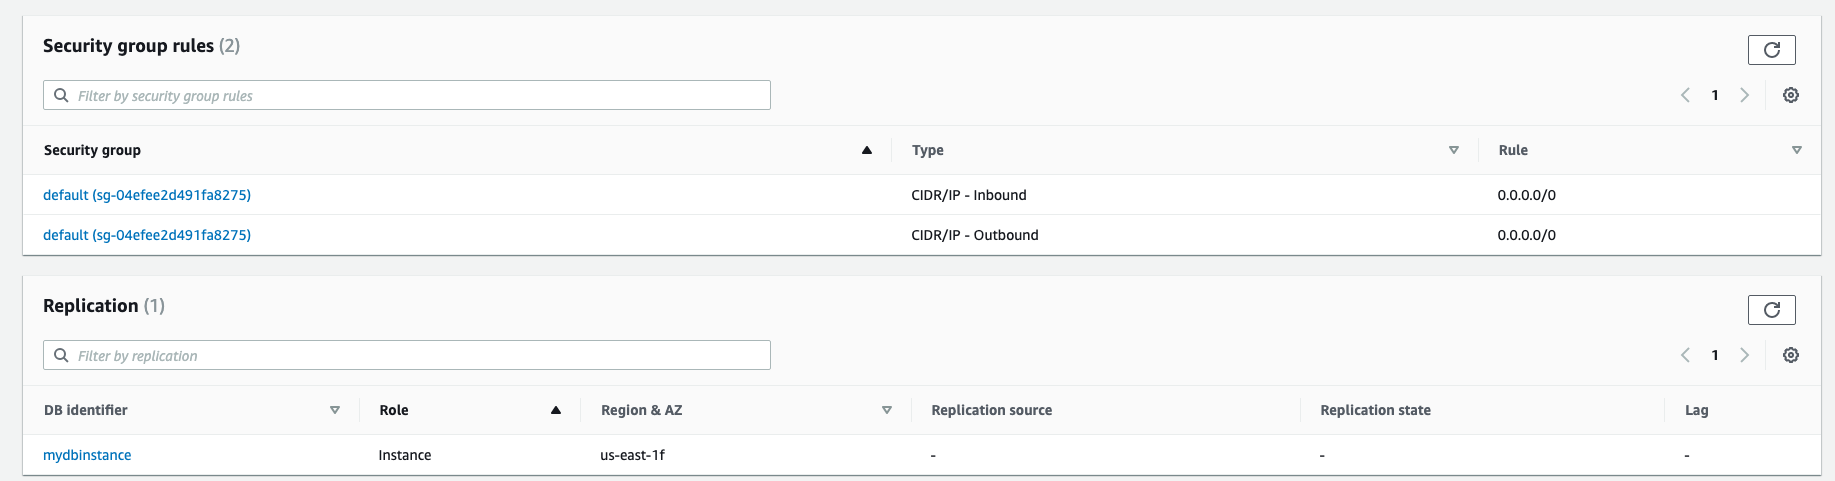 Security group rules (2)
Filter by security group rules
1
Security group Type Rule
default (sg-04efee2d491fa8275) CIDR/IP - Inbound 0.0.0.0/0
default (sg-04efee2d491fa8275) CIDR/IP - Outbound 0.0.0.0/0
Replication (1)
Filter by replication
1
DB identifier Role Region & AZ Replication source Replication state Lag
mydbinstance Instance us-east-1f - - -